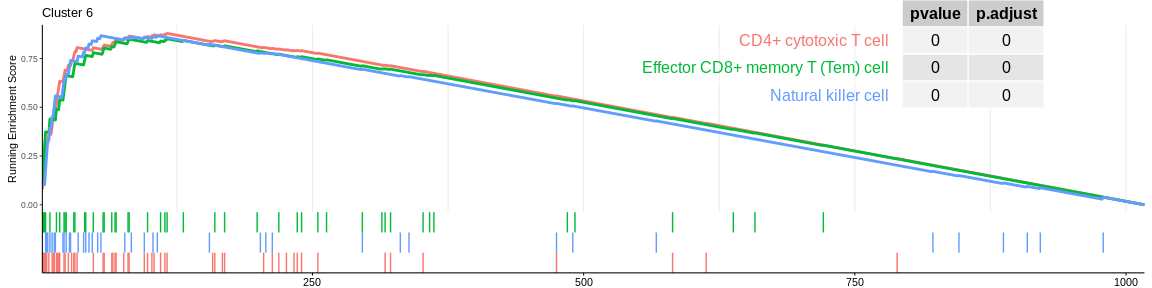 Cluster 6
pvalue p.adjust
CD4+ cytotoxic T cell 0 0
Effector CD8+ memory T (Tem) cell 0 0
Natural killer cell 0 0
Running Enrichment Score
0.75
0.50
0.25
0.00
250 500 750 1000